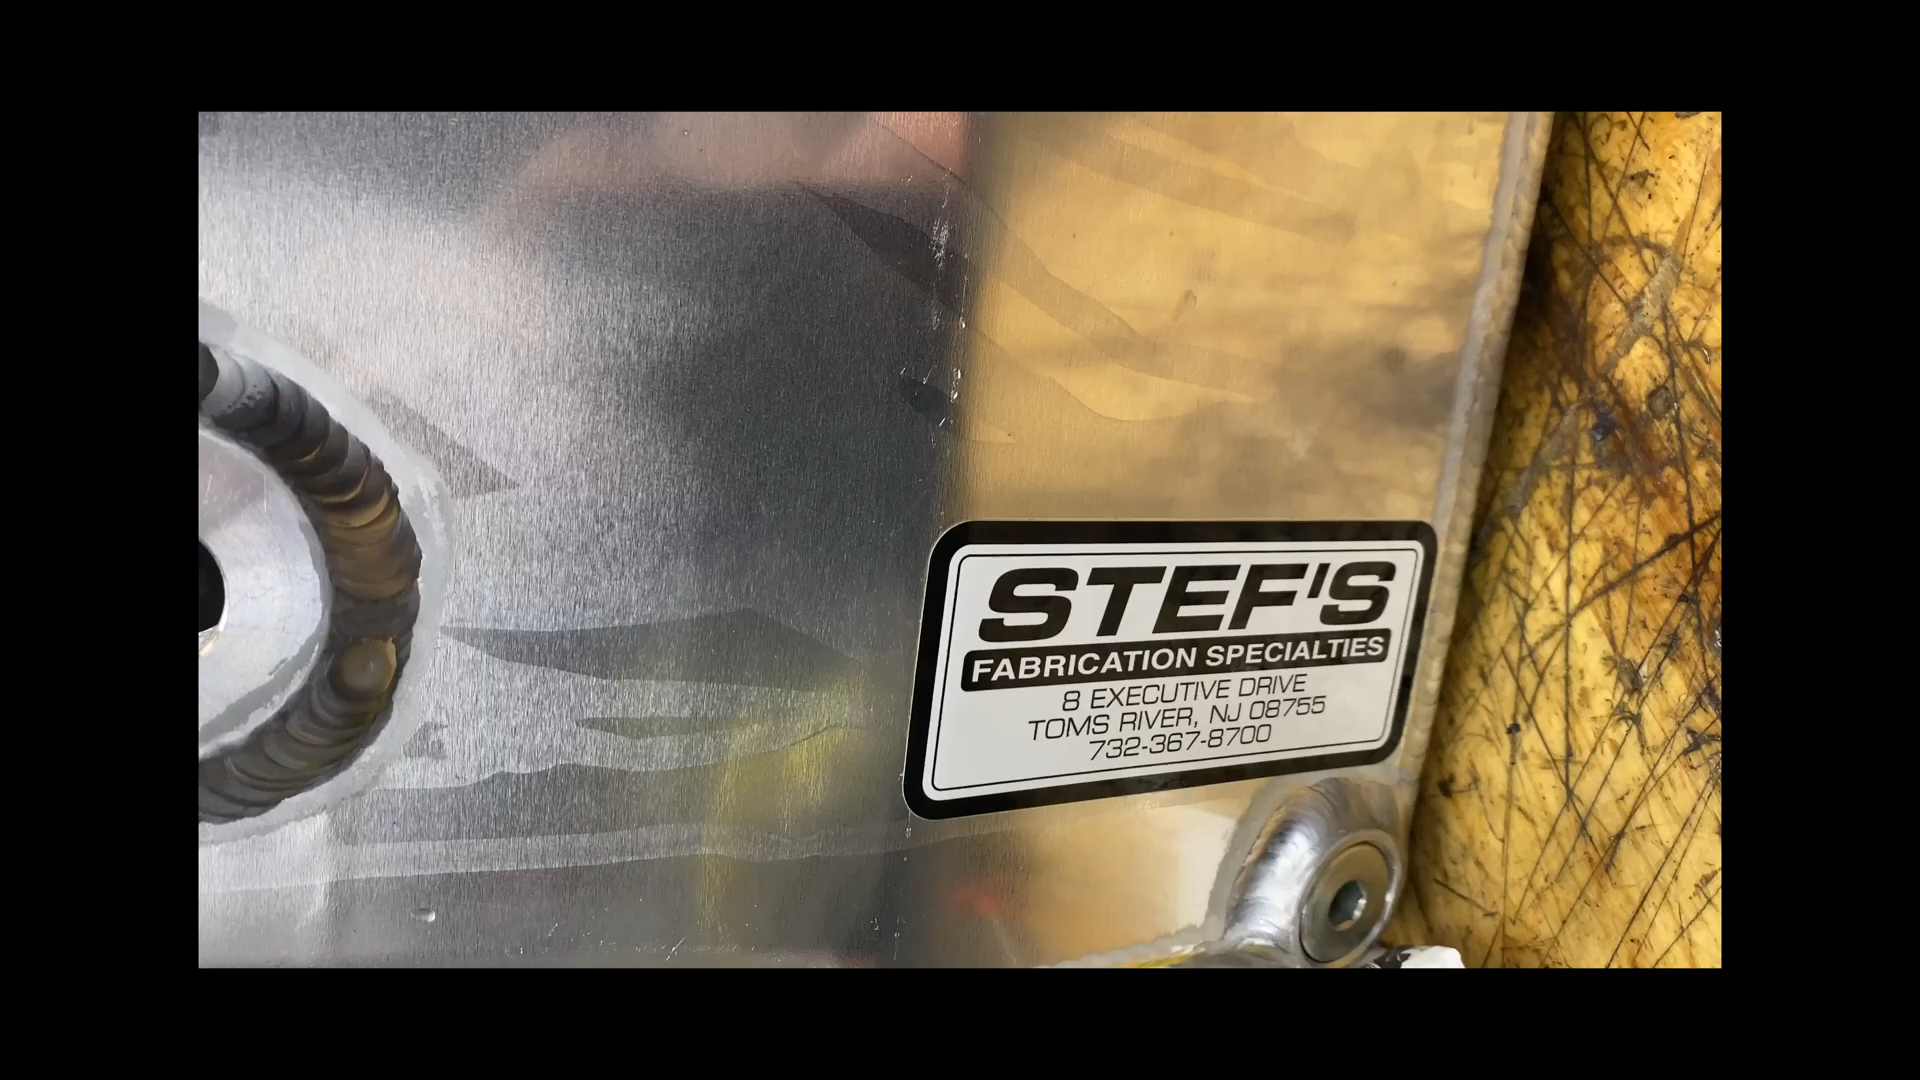 STEF'S
FABRICATION SPECIALTIES
8 EXECUTIVE DRIVE
TOMS RIVER, NJ 08755
732-367-8700